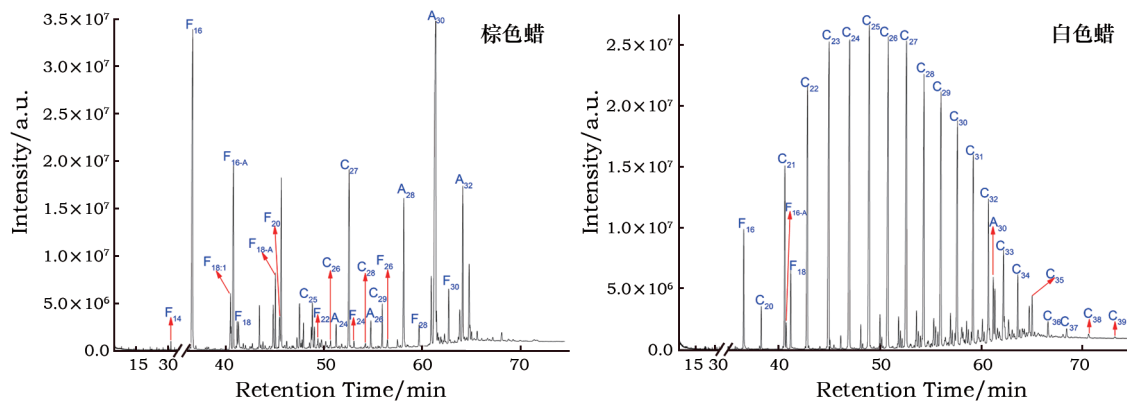 棕色蜡
Intensity/a.u.
3.5×10⁷
3.0×10⁷
2.5×10⁷
2.0×10⁷
1.5×10⁷
1.0×10⁷
5.0×10⁶
0.0
F₁₄
F₁₆
F₁₈:₁
F₁₆₋A
F₁₈
F₁₈₋A
F₂₀
C₂₅
F₂₂
C₂₆
A₂₄
C₂₇
F₂₄
C₂₈
A₂₆
C₂₉
F₂₆
A₂₈
F₂₈
A₃₀
F₃₀
A₃₂
15 30 40 50 60 70
Retention Time/min
白色蜡
Intensity/a.u.
2.5×10⁷
2.0×10⁷
1.5×10⁷
1.0×10⁷
5.0×10⁶
0.0
F₁₆
C₂₀
C₂₁
F₁₆₋A
F₁₈
C₂₂
C₂₃
C₂₄
C₂₅
C₂₆
C₂₇
C₂₈
C₂₉
C₃₀
C₃₁
C₃₂
A₃₀
C₃₃
C₃₄
C₃₅
C₃₆
C₃₇
C₃₈
C₃₉
15 30 40 50 60 70
Retention Time/min